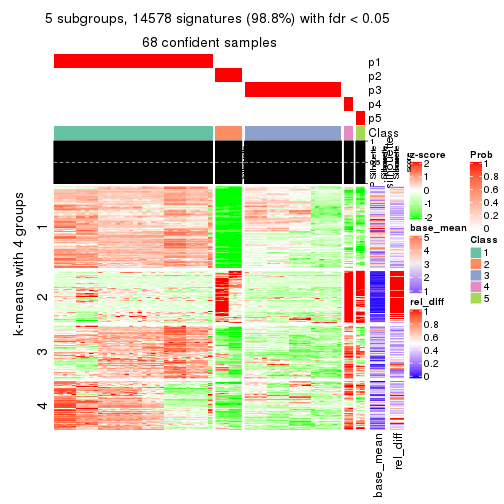 5 subgroups, 14578 signatures (98.8%) with fdr < 0.05
68 confident samples
p1
p2
p3
p4
p5
Class
1
0
Silhouette
silhouette
k-means with 4 groups
1
2
3
4
base_mean
rel_diff
z-score
2
1
0
-1
-2
base_mean
5
4
3
2
1
rel_diff
1
0.8
0.6
0.4
0.2
0
Prob
1
0.8
0.6
0.4
0.2
0
Class
1
2
3
4
5